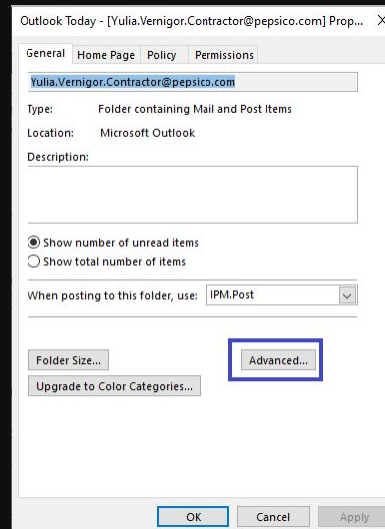 Outlook Today - [Yulia.Vernigor.Contractor@pepsico.com] Prop...
General Home Page Policy Permissions
Yulia.Vernigor.Contractor@pepsico.com
Type: Folder containing Mail and Post Items
Location: Microsoft Outlook
Description:
Show number of unread items
Show total number of items
When posting to this folder, use: IPM.Post
Folder Size... Advanced...
Upgrade to Color Categories...
OK Cancel Apply